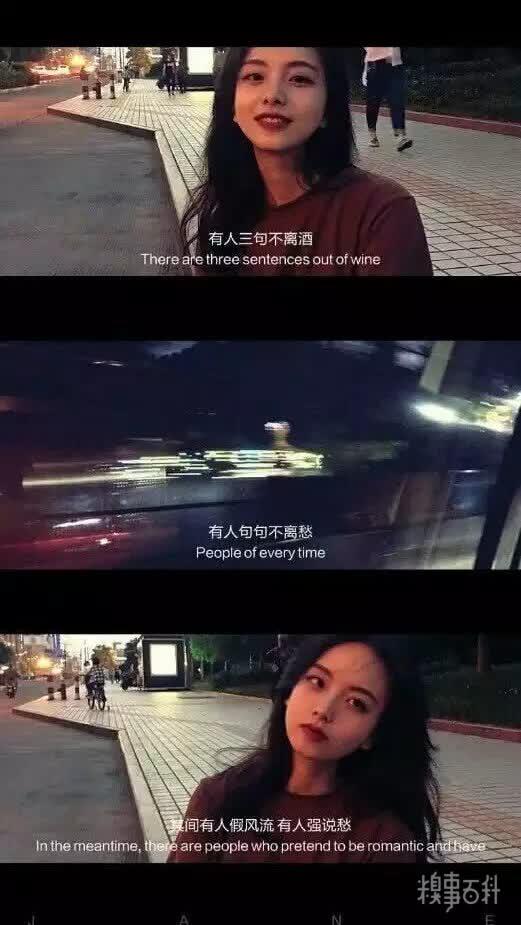 有人三句不离酒
There are three sentences out of wine
有人句句不离愁
People of every time
其间有人假风流 有人强说愁
In the meantime, there are people who pretend to be romantic and have
糗事百科
J A N E